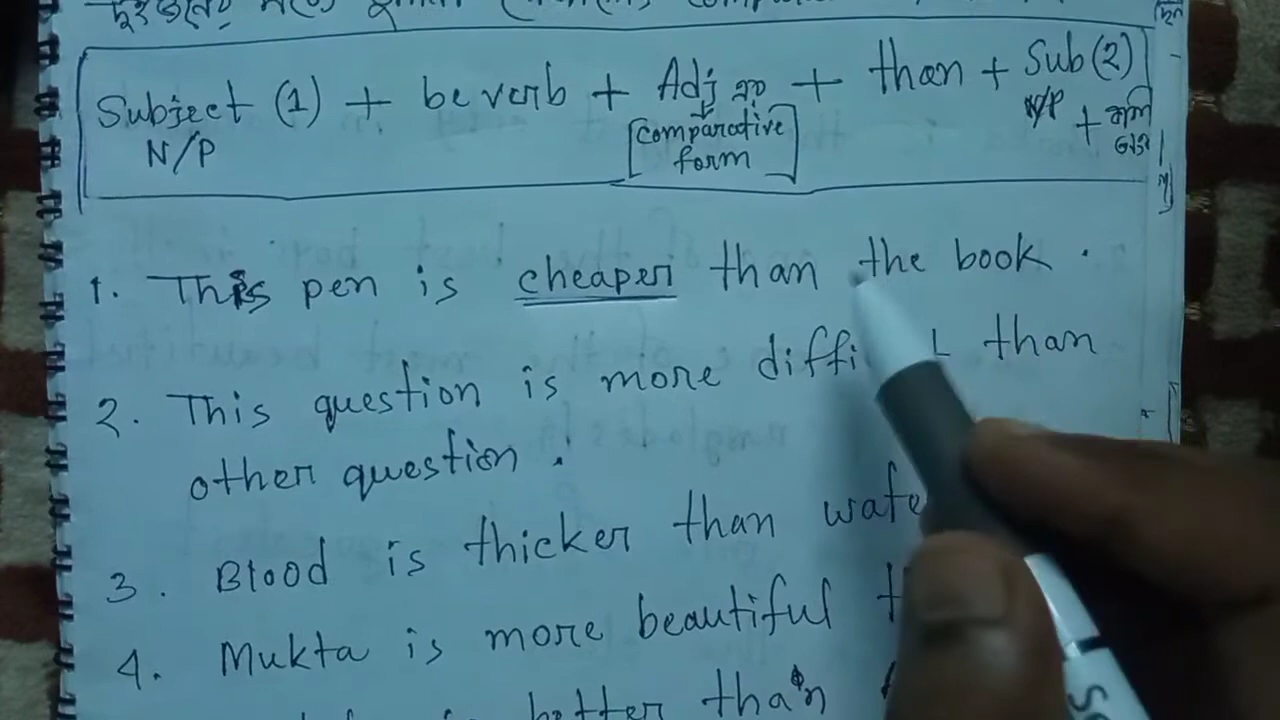 Subject (1) + be verb + Adj এর + than + Sub (2)
N/P [comparative form] N/P + বাকি অংশ
1. This pen is cheaper than the book.
2. This question is more than
other question.
3. Blood is thicker than
4. Mukta is more beautiful
better than